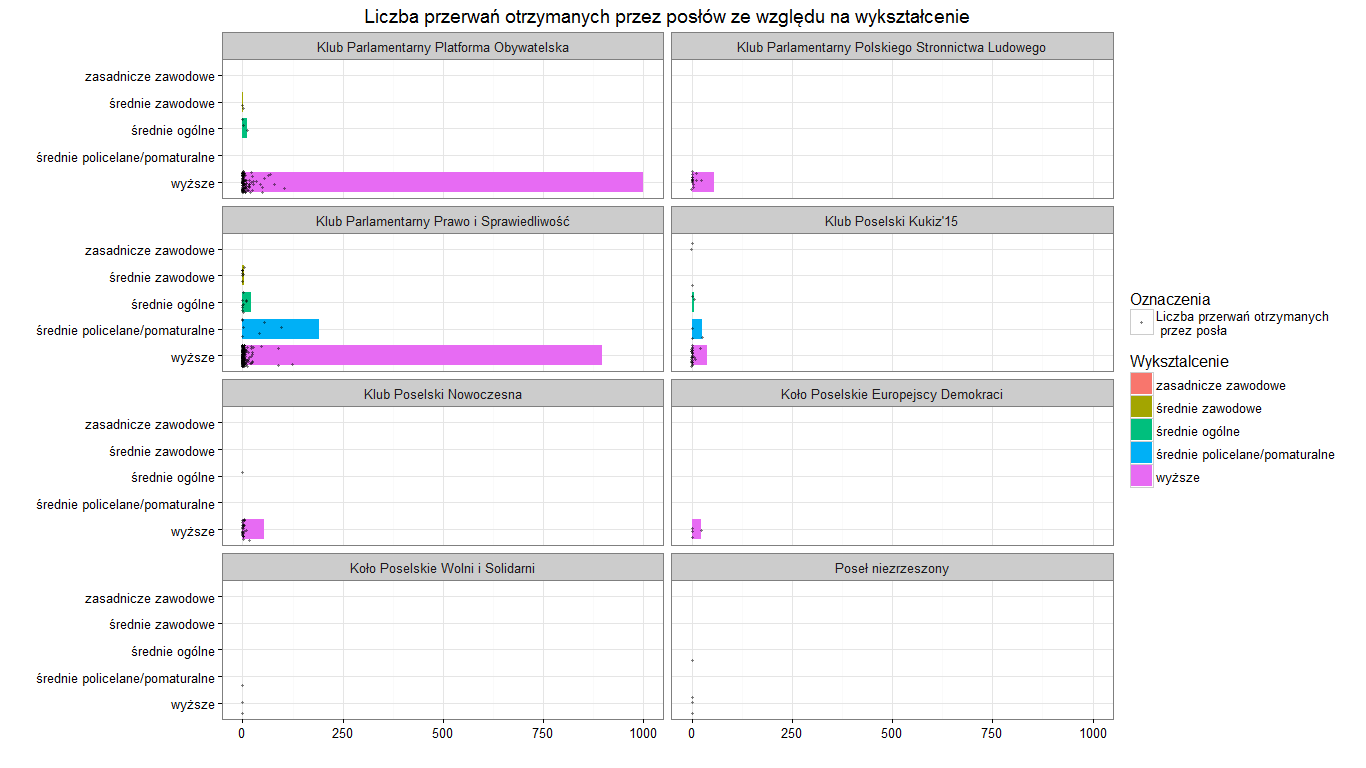 Liczba przerwań otrzymanych przez posłów ze względu na wykształcenie
Klub Parlamentarny Platforma Obywatelska
Klub Parlamentarny Polskiego Stronnictwa Ludowego
zasadnicze zawodowe
średnie zawodowe
średnie ogólne
średnie policelane/pomaturalne
wyższe
Klub Parlamentarny Prawo i Sprawiedliwość
Klub Poselski Kukiz'15
zasadnicze zawodowe
średnie zawodowe
średnie ogólne
średnie policelane/pomaturalne
wyższe
Klub Poselski Nowoczesna
Koło Poselskie Europejscy Demokraci
zasadnicze zawodowe
średnie zawodowe
średnie ogólne
średnie policelane/pomaturalne
wyższe
Koło Poselskie Wolni i Solidarni
Poseł niezrzeszony
zasadnicze zawodowe
średnie zawodowe
średnie ogólne
średnie policelane/pomaturalne
wyższe
0 250 500 750 1000
0 250 500 750 1000
Oznaczenia
Liczba przerwań otrzymanych
przez posła
Wyksztalcenie
zasadnicze zawodowe
średnie zawodowe
średnie ogólne
średnie policelane/pomaturalne
wyższe